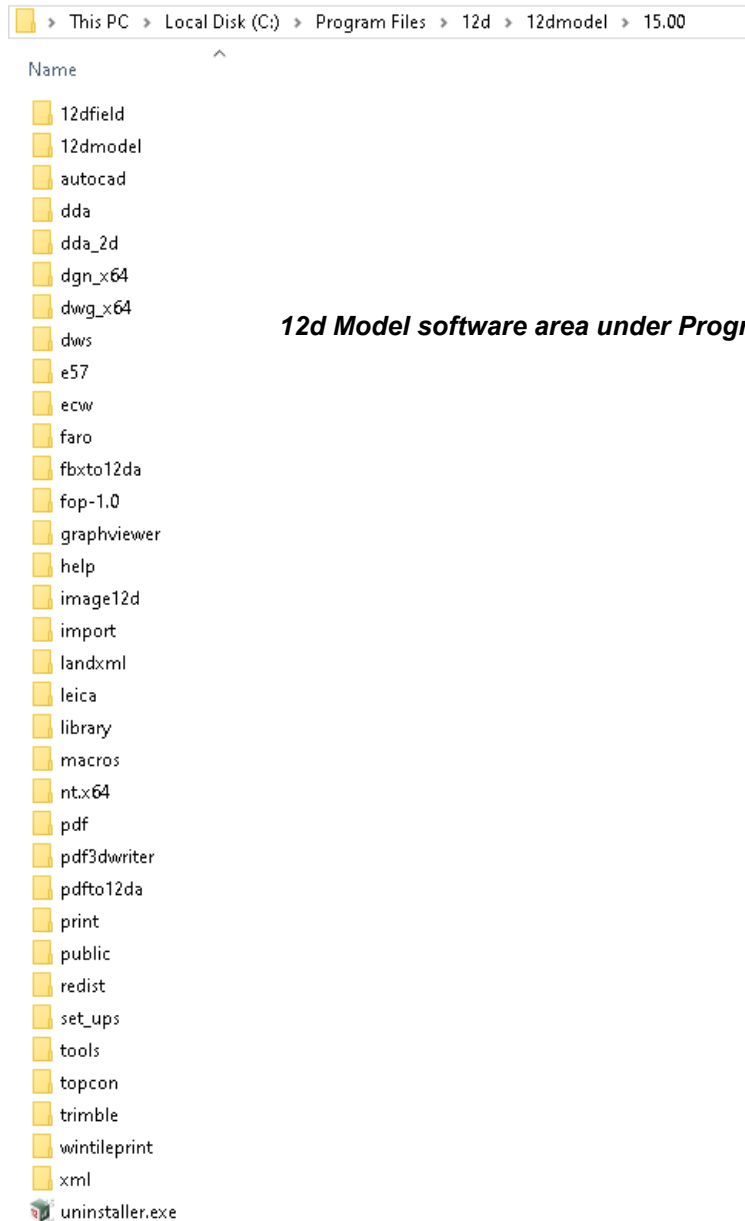 This PC > Local Disk (C:) > Program Files > 12d > 12dmodel > 15.00
Name
12dfield
12dmodel
autocad
dda
dda_2d
dgn_x64
dwg_x64
12d Model software area under Progr
dws
e57
ecw
faro
fbxto12da
fop-1.0
graphviewer
help
image12d
import
landxml
leica
library
macros
nt.x64
pdf
pdf3dwriter
pdfto12da
print
public
redist
set_ups
tools
topcon
trimble
wintileprint
xml
uninstaller.exe